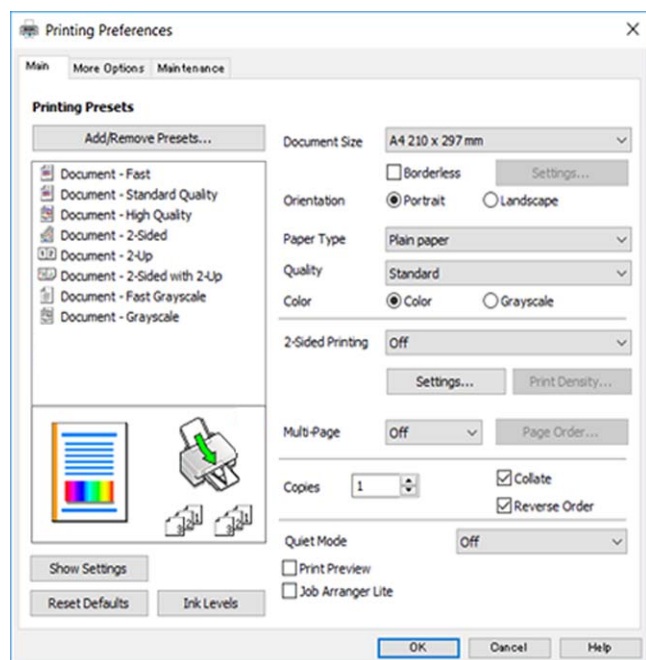 Printing Preferences
Main More Options Maintenance
Printing Presets
Add/Remove Presets...
Document - Fast
Document - Standard Quality
Document - High Quality
Document - 2-Sided
Document - 2-Up
Document - 2-Sided with 2-Up
Document - Fast Grayscale
Document - Grayscale
Show Settings
Reset Defaults Ink Levels
Document Size A4 210 x 297 mm
Borderless Settings...
Orientation Portrait Landscape
Paper Type Plain paper
Quality Standard
Color Color Grayscale
2-Sided Printing Off
Settings... Print Density...
Multi-Page Off Page Order...
Copies 1 Collate
Reverse Order
Quiet Mode Off
Print Preview
Job Arranger Lite
OK Cancel Help